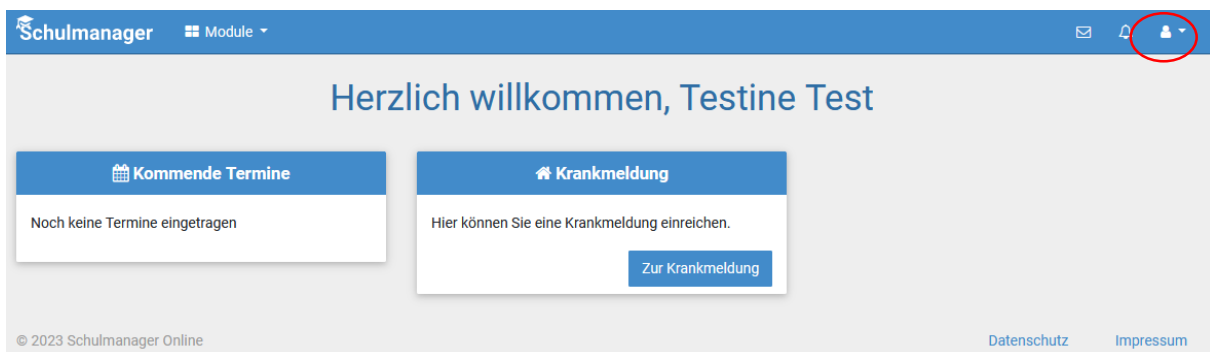 Schulmanager Module
Herzlich willkommen, Testine Test
Kommende Termine
Noch keine Termine eingetragen
Krankmeldung
Hier können Sie eine Krankmeldung einreichen.
Zur Krankmeldung
© 2023 Schulmanager Online Datenschutz Impressum